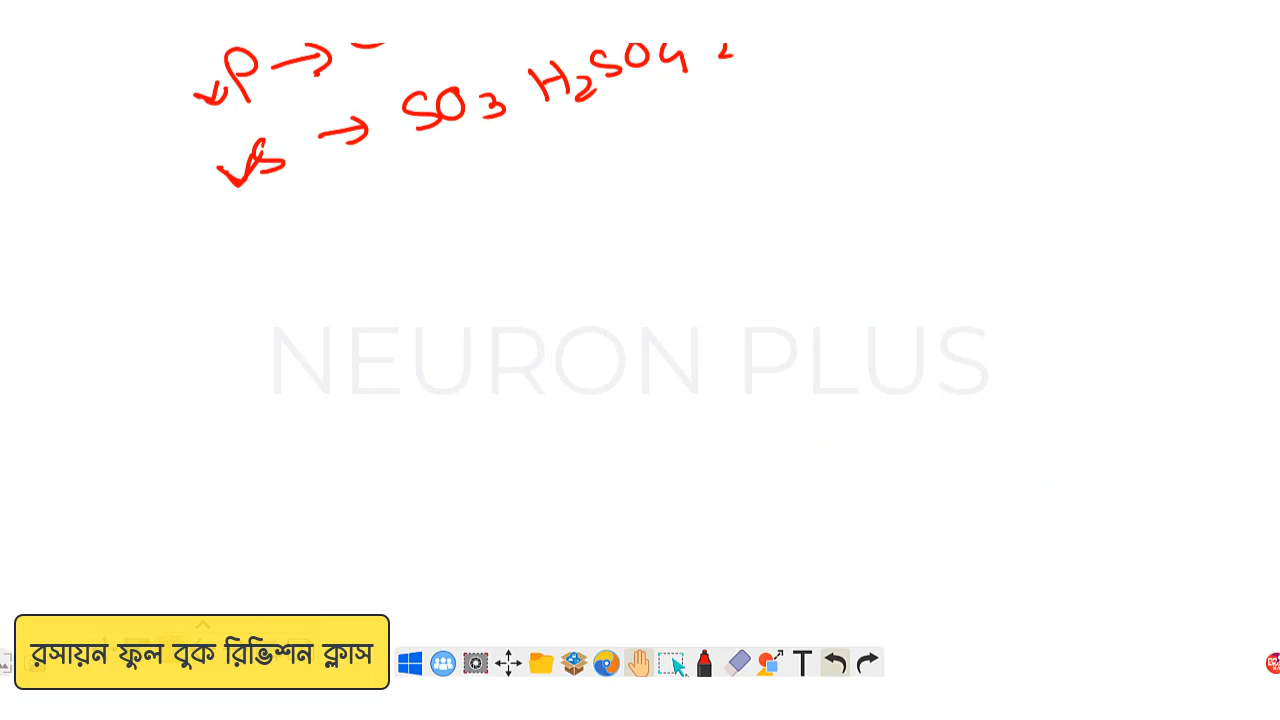 P →
S → SO3 H2SO4
NEURON PLUS
রসায়ন ফুল বুক রিভিশন ক্লাস